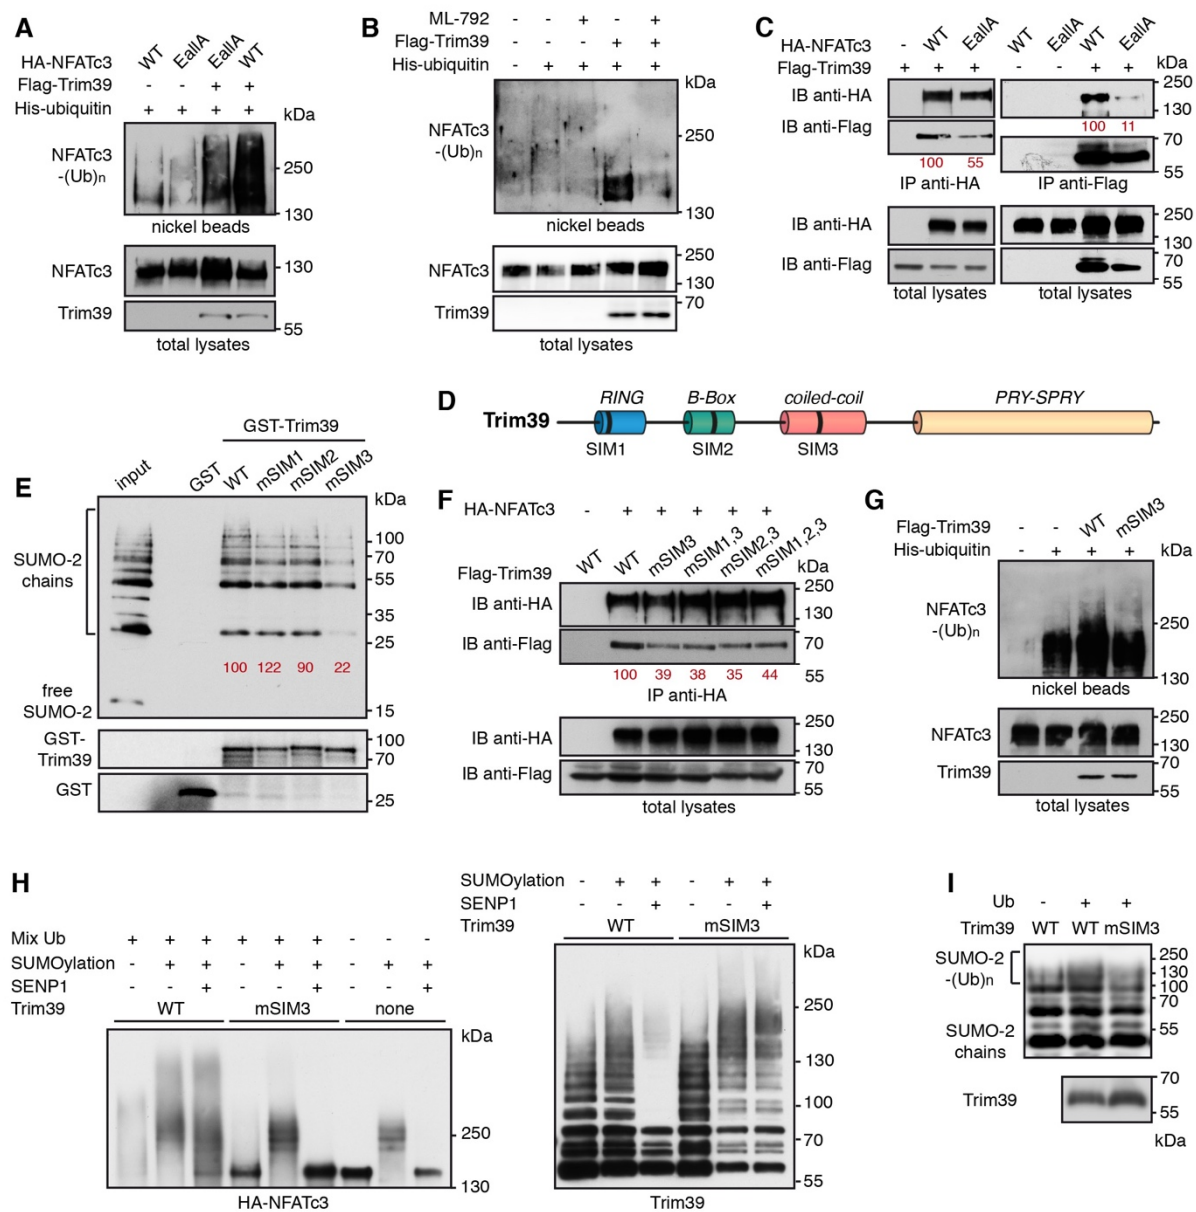 A
HA-NFATc3 WT EallA EallA WT
Flag-Trim39 - - + +
His-ubiquitin + + + +
kDa
NFATc3
-(Ub)n
250
130
nickel beads
NFATc3
130
Trim39
55
total lysates
B
ML-792 - - + - +
Flag-Trim39 - - - + +
His-ubiquitin - + + + +
kDa
NFATc3
-(Ub)n
250
130
nickel beads
NFATc3
250
130
Trim39
70
total lysates
C
HA-NFATc3 - WT EallA WT EallA WT EallA
Flag-Trim39 + + + - - + +
kDa
IB anti-HA
250
130
100 11
IB anti-Flag
70
55
100 55
IP anti-HA IP anti-Flag
IB anti-HA
250
130
IB anti-Flag
70
55
total lysates total lysates
D
RING B-Box coiled-coil PRY-SPRY
Trim39
SIM1 SIM2 SIM3
E
GST-Trim39
input GST WT mSIM1 mSIM2 mSIM3
kDa
SUMO-2
chains
100
70
55
35
25
100 122 90 22
free
SUMO-2
15
GST-
Trim39
100
70
GST
25
F
HA-NFATc3 - + + + + +
Flag-Trim39 WT WT mSIM3 mSIM1,3 mSIM2,3 mSIM1,2,3
kDa
IB anti-HA
250
130
IB anti-Flag
70
55
100 39 38 35 44
IP anti-HA
IB anti-HA
250
130
IB anti-Flag
70
55
total lysates
G
Flag-Trim39 - - WT mSIM3
His-ubiquitin - + + +
kDa
NFATc3
-(Ub)n
250
130
nickel beads
NFATc3
250
130
Trim39
70
55
total lysates
H
Mix Ub + + + + + + - - -
SUMOylation - + + - + + - + +
SENP1 - - + - - + - - +
Trim39 WT mSIM3 none
kDa
250
130
HA-NFATc3
SUMOylation - + + - + +
SENP1 - - + - - +
Trim39 WT mSIM3
kDa
250
130
100
70
55
Trim39
I
Ub - + +
Trim39 WT WT mSIM3
SUMO-2
-(Ub)n
250
130
100
70
55
SUMO-2
chains
Trim39
70
55
kDa